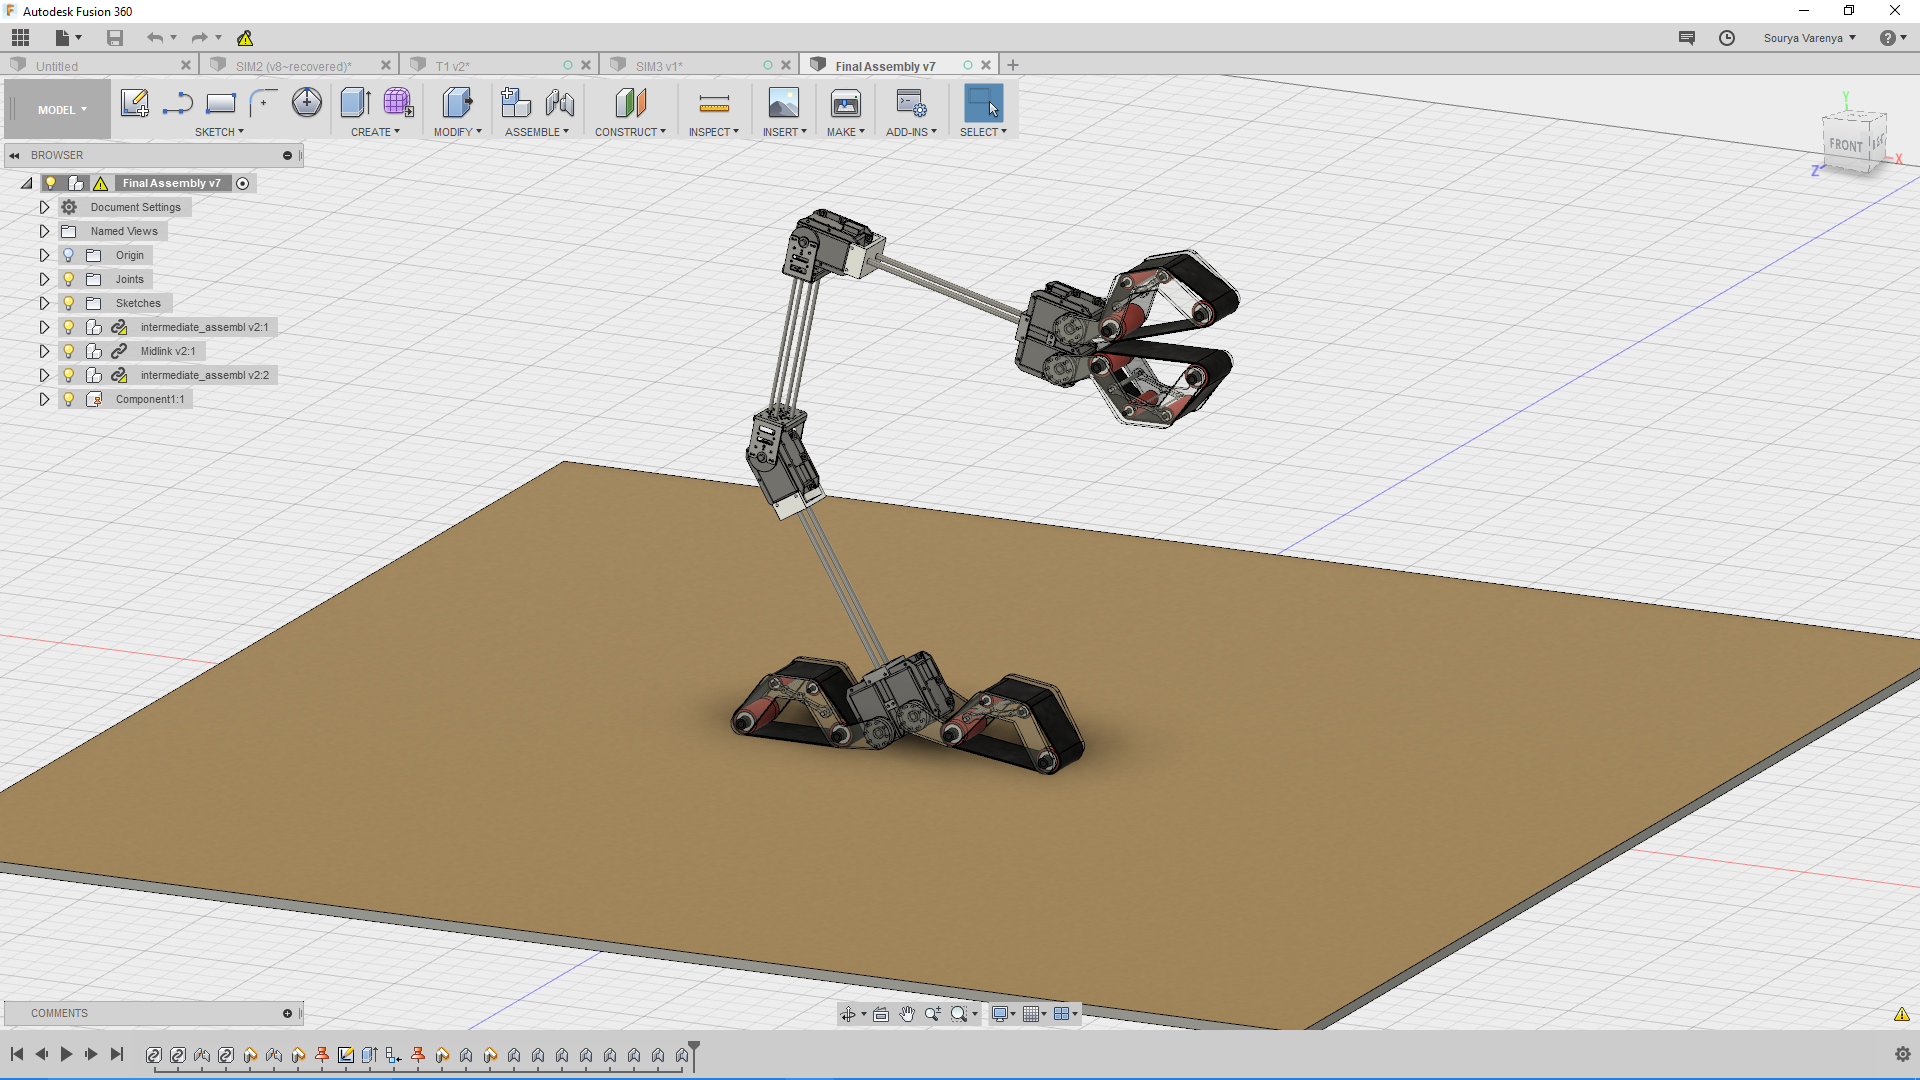 Autodesk Fusion 360
Sourya Varenya
Untitled
SIM2 (v8~recovered)*
T1 v2*
SIM3 v1*
Final Assembly v7
MODEL
SKETCH
CREATE
MODIFY
ASSEMBLE
CONSTRUCT
INSPECT
INSERT
MAKE
ADD-INS
SELECT
Y
FRONT
X
Z
BROWSER
Final Assembly v7
Document Settings
Named Views
Origin
Joints
Sketches
intermediate_assembl v2:1
Midlink v2:1
intermediate_assembl v2:2
Component1:1
COMMENTS